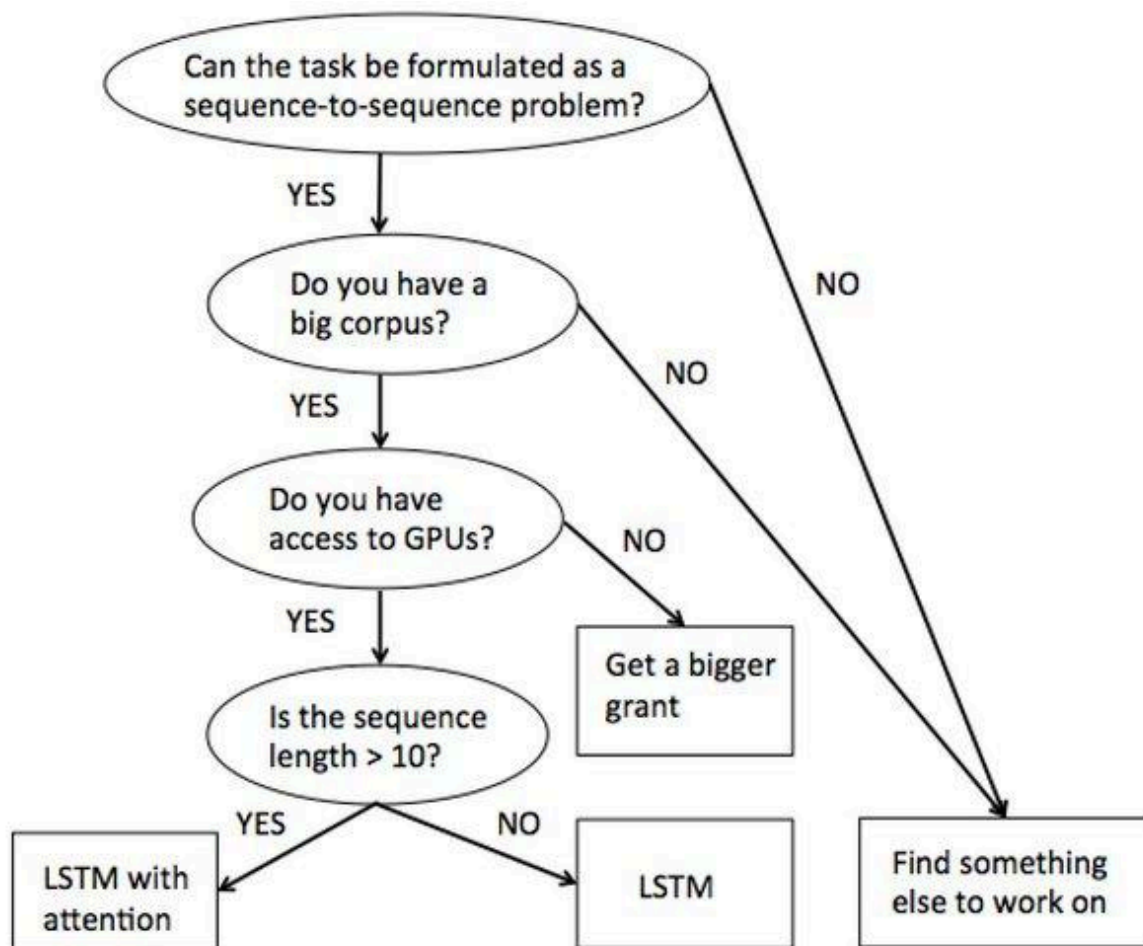 Can the task be formulated as a
sequence-to-sequence problem?
YES
NO
Do you have a
big corpus?
YES
NO
Do you have
access to GPUs?
YES
NO
Get a bigger
grant
Is the sequence
length > 10?
YES
NO
LSTM with
attention
LSTM
Find something
else to work on